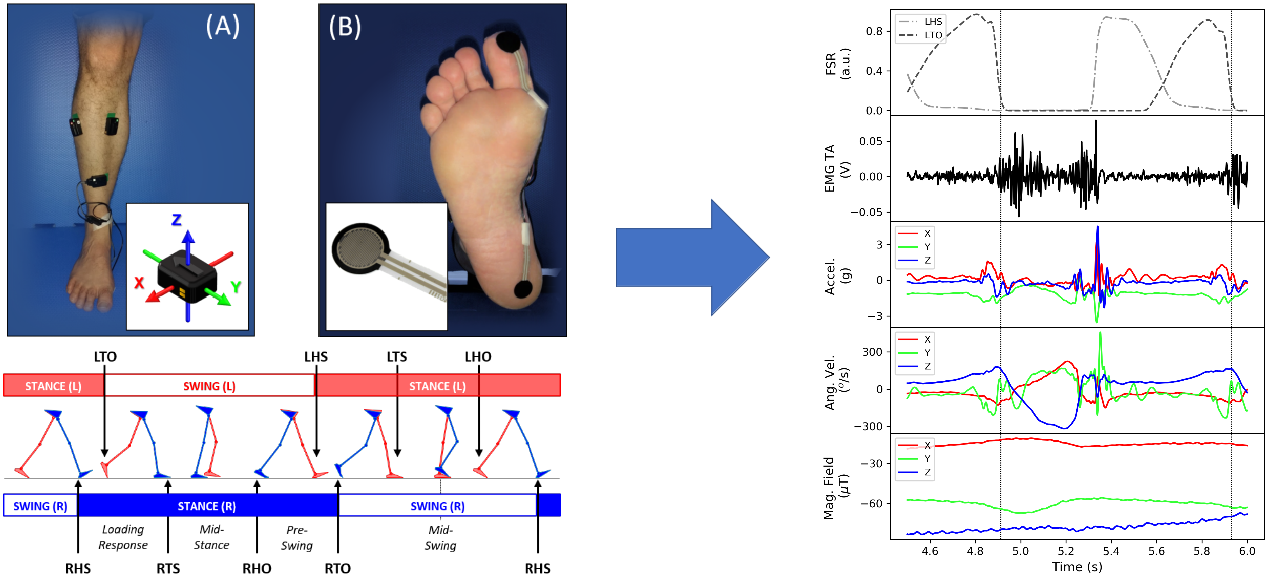 (A)
(B)
Z
X
Y
LTO
LHS
LTS
LHO
STANCE (L)
SWING (L)
STANCE (L)
SWING (R)
STANCE (R)
SWING (R)
Loading
Response
Mid-
Stance
Pre-
Swing
Mid-
Swing
RHS
RTS
RHO
RTO
RHS
LHS
LTO
FSR
(a.u.)
0.8
0.4
0.0
EMG TA
(V)
0.05
0.00
−0.05
X
Y
Z
Accel.
(g)
3
0
−3
X
Y
Z
Ang. Vel.
(°/s)
300
0
−300
X
Y
Z
Mag. Field
(μT)
−30
−60
4.6 4.8 5.0 5.2 5.4 5.6 5.8 6.0
Time (s)